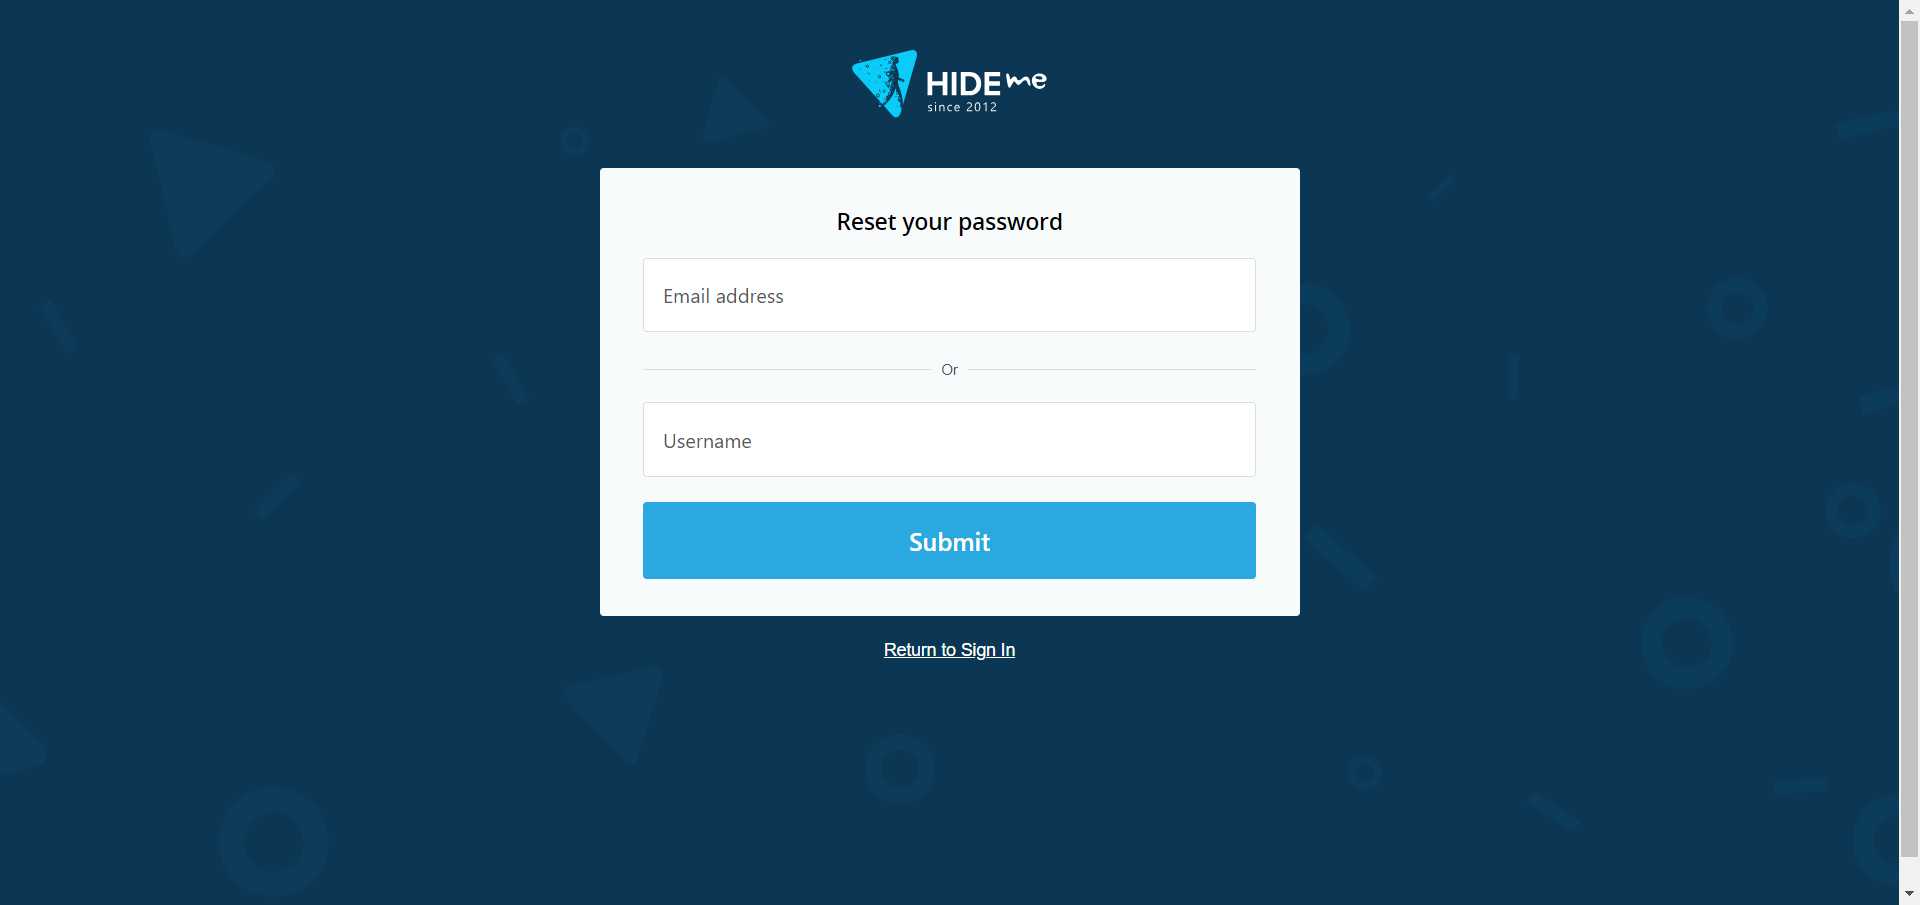 HIDE me
since 2012
Reset your password
Email address
Or
Username
Submit
Return to Sign In